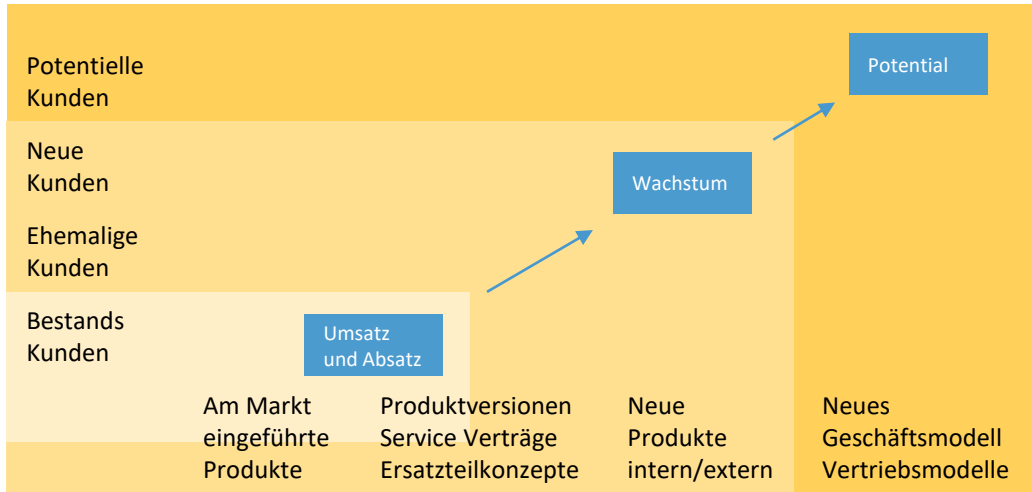 Potentielle
Kunden
Potential
Neue
Kunden
Wachstum
Ehemalige
Kunden
Bestands
Kunden
Umsatz
und Absatz
Am Markt
eingeführte
Produkte
Produktversionen
Service Verträge
Ersatzteilkonzepte
Neue
Produkte
intern/extern
Neues
Geschäftsmodell
Vertriebsmodelle